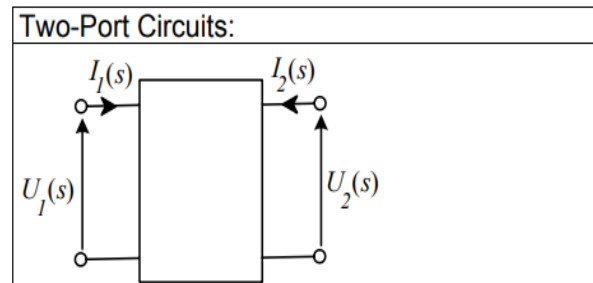 Two-Port Circuits:
I₁(s) I₂(s)
U₁(s) U₂(s)